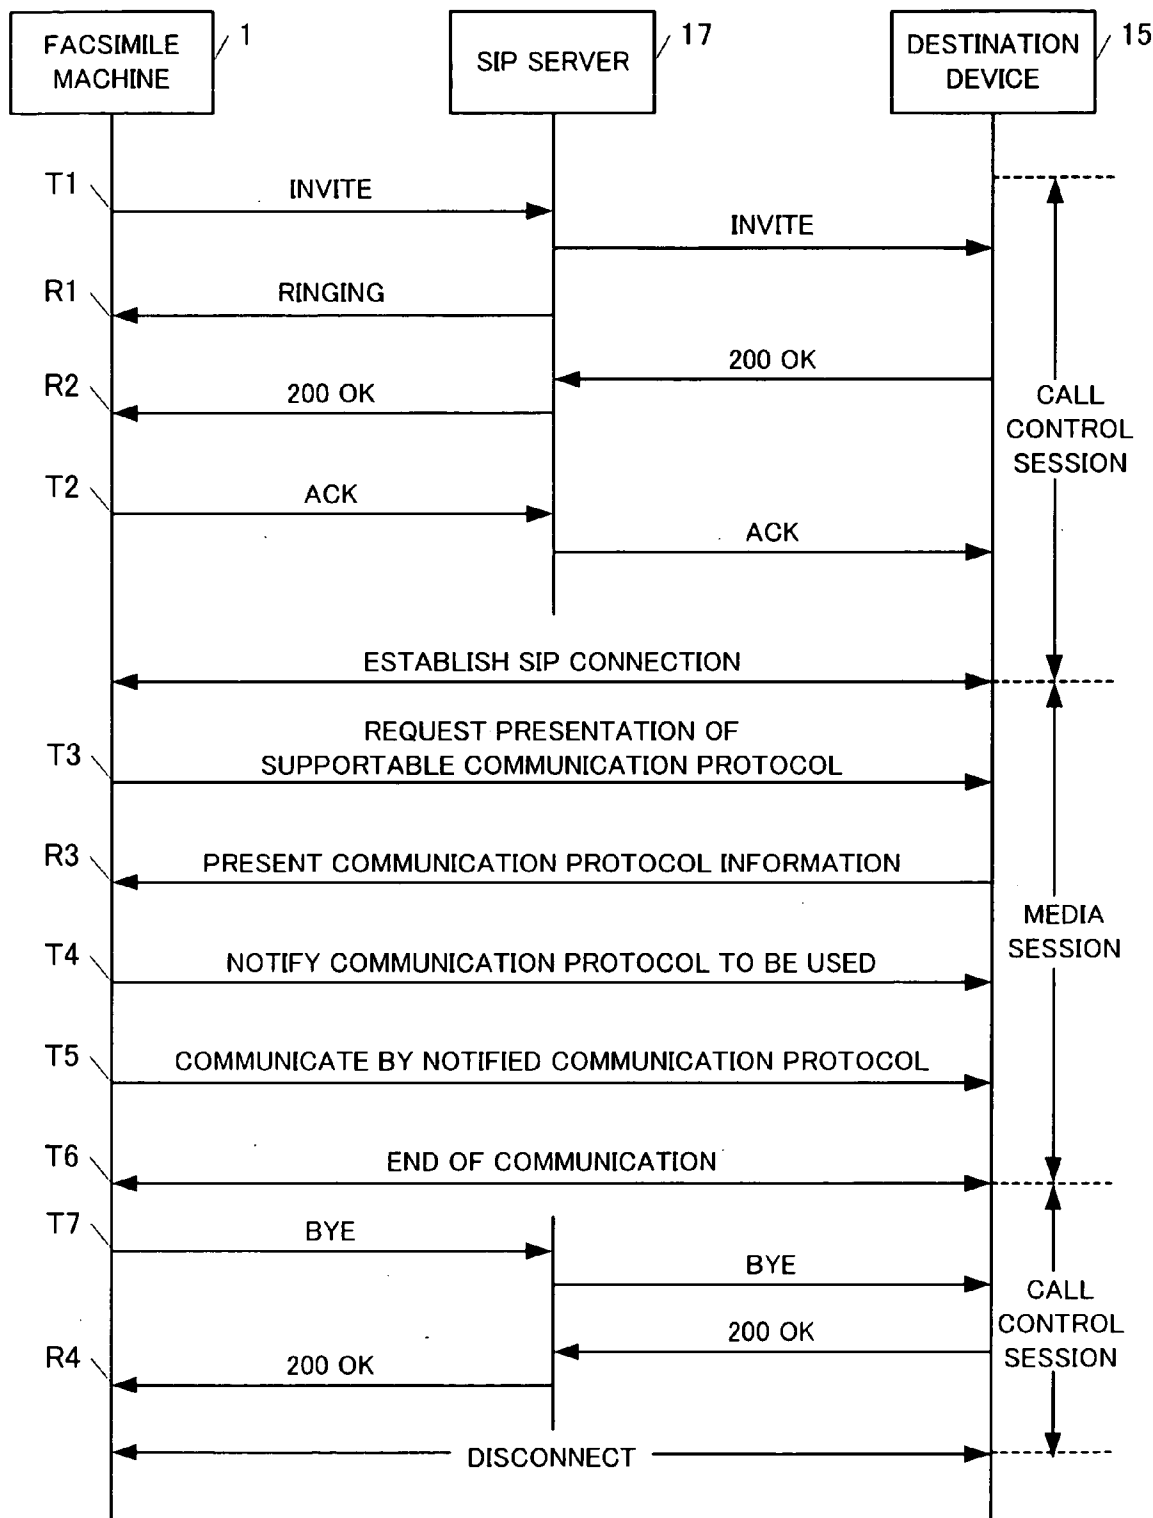 FACSIMILE
MACHINE
1
SIP SERVER
17
DESTINATION
DEVICE
15
T1
INVITE
INVITE
R1
RINGING
200 OK
R2
200 OK
CALL
CONTROL
SESSION
T2
ACK
ACK
ESTABLISH SIP CONNECTION
T3
REQUEST PRESENTATION OF
SUPPORTABLE COMMUNICATION PROTOCOL
R3
PRESENT COMMUNICATION PROTOCOL INFORMATION
MEDIA
SESSION
T4
NOTIFY COMMUNICATION PROTOCOL TO BE USED
T5
COMMUNICATE BY NOTIFIED COMMUNICATION PROTOCOL
T6
END OF COMMUNICATION
T7
BYE
BYE
CALL
CONTROL
SESSION
200 OK
R4
200 OK
DISCONNECT